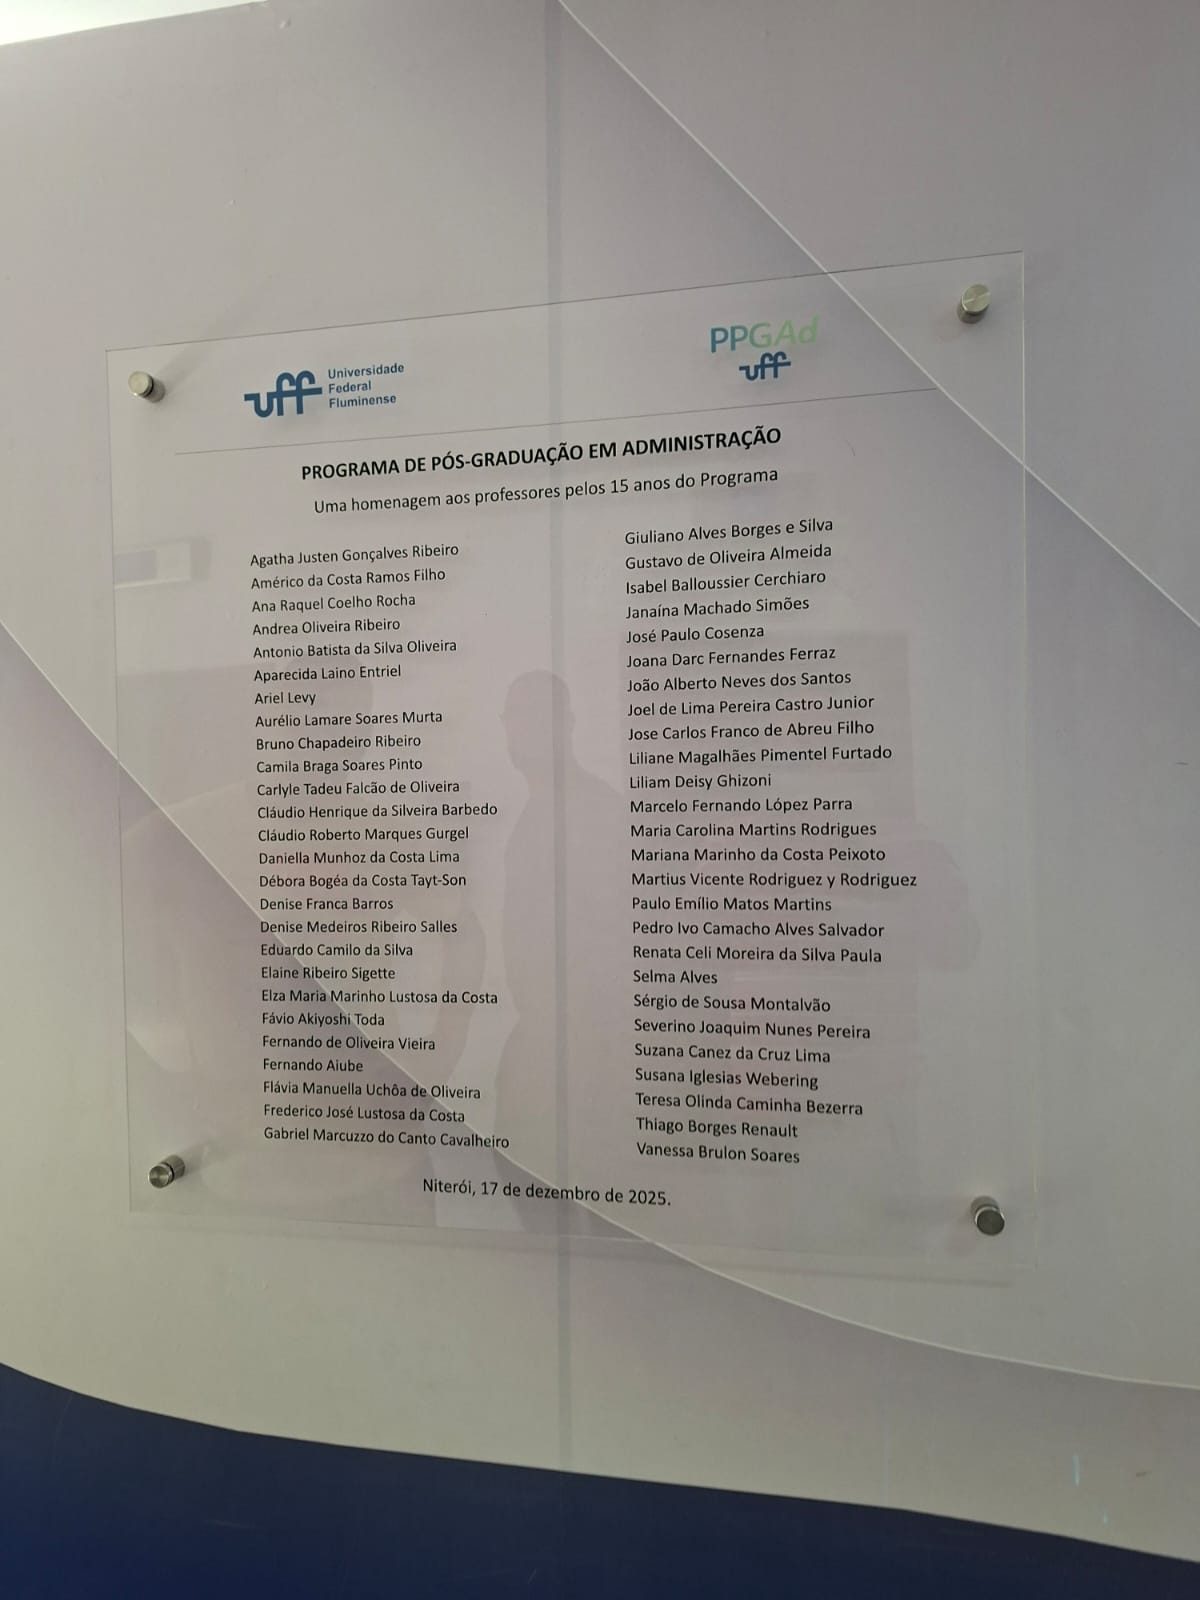 uff Universidade
Federal
Fluminense
PPGAd
uff
PROGRAMA DE PÓS-GRADUAÇÃO EM ADMINISTRAÇÃO
Uma homenagem aos professores pelos 15 anos do Programa
Agatha Justen Gonçalves Ribeiro
Américo da Costa Ramos Filho
Ana Raquel Coelho Rocha
Andrea Oliveira Ribeiro
Antonio Batista da Silva Oliveira
Aparecida Laino Entriel
Ariel Levy
Aurélio Lamare Soares Murta
Bruno Chapadeiro Ribeiro
Camila Braga Soares Pinto
Carlyle Tadeu Falcão de Oliveira
Cláudio Henrique da Silveira Barbedo
Cláudio Roberto Marques Gurgel
Daniella Munhoz da Costa Lima
Débora Bogéa da Costa Tayt-Son
Denise Franca Barros
Denise Medeiros Ribeiro Salles
Eduardo Camilo da Silva
Elaine Ribeiro Sigette
Elza Maria Marinho Lustosa da Costa
Fávio Akiyoshi Toda
Fernando de Oliveira Vieira
Fernando Aiube
Flávia Manuella Uchôa de Oliveira
Frederico José Lustosa da Costa
Gabriel Marcuzzo do Canto Cavalheiro
Giuliano Alves Borges e Silva
Gustavo de Oliveira Almeida
Isabel Balloussier Cerchiaro
Janaína Machado Simões
José Paulo Cosenza
Joana Darc Fernandes Ferraz
João Alberto Neves dos Santos
Joel de Lima Pereira Castro Junior
Jose Carlos Franco de Abreu Filho
Liliane Magalhães Pimentel Furtado
Liliam Deisy Ghizoni
Marcelo Fernando López Parra
Maria Carolina Martins Rodrigues
Mariana Marinho da Costa Peixoto
Martius Vicente Rodriguez y Rodriguez
Paulo Emílio Matos Martins
Pedro Ivo Camacho Alves Salvador
Renata Celi Moreira da Silva Paula
Selma Alves
Sérgio de Sousa Montalvão
Severino Joaquim Nunes Pereira
Suzana Canez da Cruz Lima
Susana Iglesias Webering
Teresa Olinda Caminha Bezerra
Thiago Borges Renault
Vanessa Brulon Soares
Niterói, 17 de dezembro de 2025.